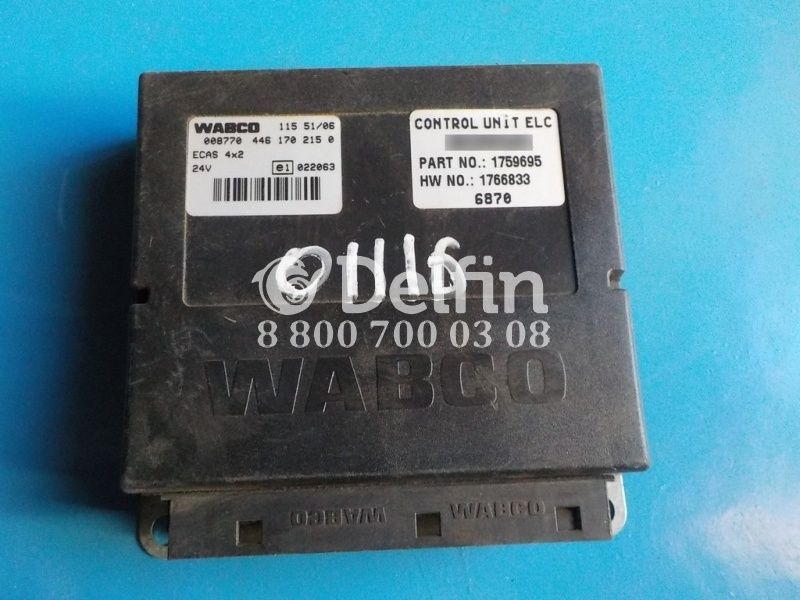 WABCO 115 51/06
008770 446 170 215 0
ECAS 4x2
24V e1 022063
CONTROL UNIT ELC
PART NO.: 1759695
HW NO.: 1766833
6870
01116
Delfin
8 800 700 03 08
WABCO
WABCO WABCO